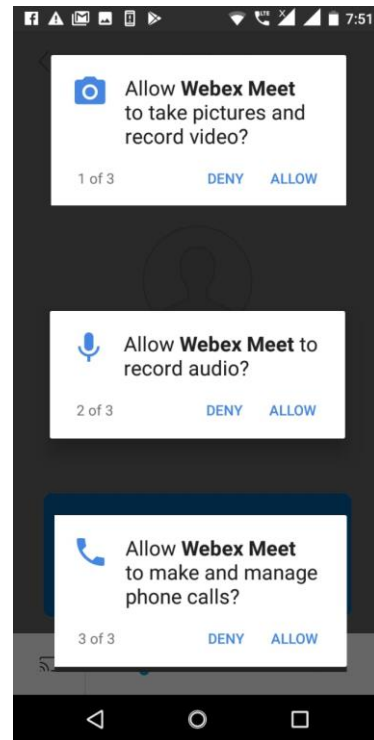 LTE
X
7:51
Allow Webex Meet
to take pictures and
record video?
1 of 3 DENY ALLOW
Allow Webex Meet to
record audio?
2 of 3 DENY ALLOW
Allow Webex Meet
to make and manage
phone calls?
3 of 3 DENY ALLOW